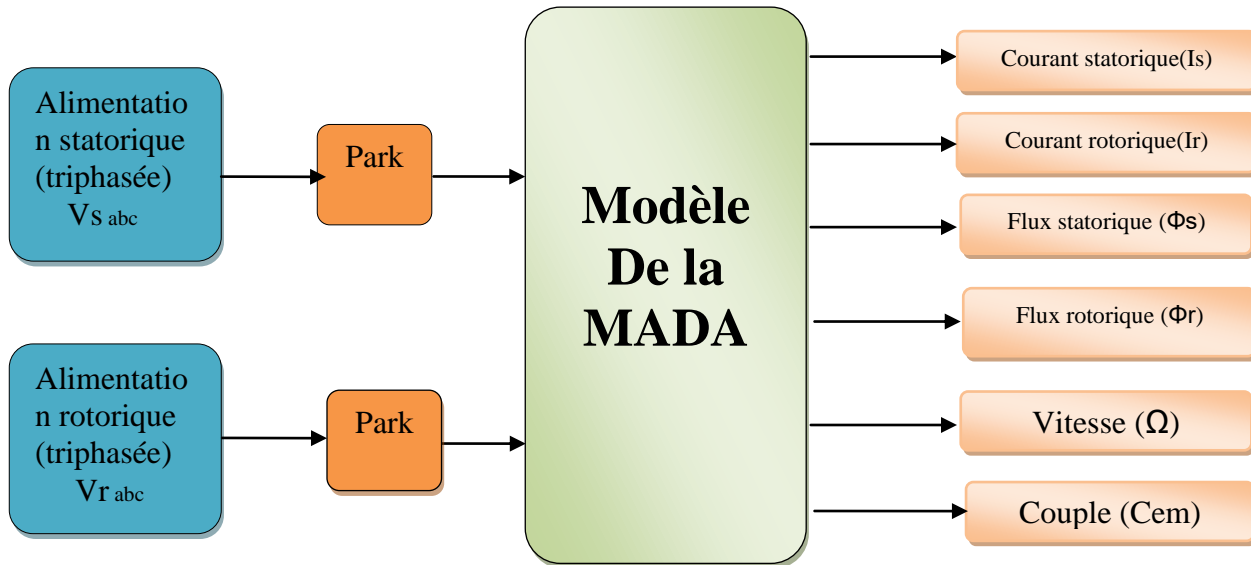 Alimentatio
n statorique
(triphasée)
Vs abc
Park
Alimentatio
n rotorique
(triphasée)
Vr abc
Park
Modèle
De la
MADA
Courant statorique(Is)
Courant rotorique(Ir)
Flux statorique (Φs)
Flux rotorique (Φr)
Vitesse (Ω)
Couple (Cem)